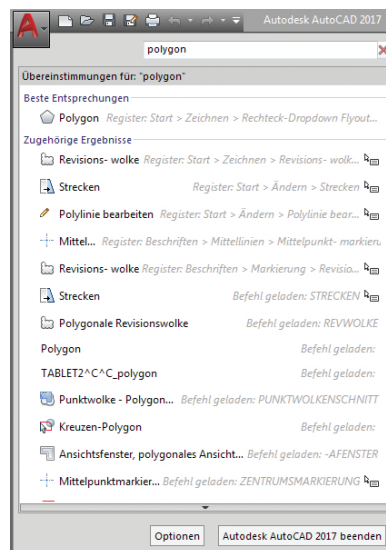 Autodesk AutoCAD 2017
polygon
Übereinstimmungen für: "polygon"
Beste Entsprechungen
Polygon Register: Start > Zeichnen > Rechteck-Dropdown Flyout...
Zugehörige Ergebnisse
Revisions- wolke Register: Start > Zeichnen > Revisions- wolk...
Strecken Register: Start > Ändern > Strecken
Polylinie bearbeiten Register: Start > Ändern > Polylinie bear...
Mittel... Register: Beschriften > Mittellinien > Mittelpunkt- markieru
Revisions- wolke Register: Beschriften > Markierung > Revisio...
Strecken Befehl geladen: STRECKEN
Polygonale Revisionswolke Befehl geladen: REVWOLKE
Polygon Befehl geladen:
TABLET2^C^C_polygon Befehl geladen:
Punktwolke - Polygon... Befehl geladen: PUNKTWOLKENSCHNITT
Kreuzen-Polygon Befehl geladen:
Ansichtsfenster, polygonales Ansicht... Befehl geladen: -AFENSTER
Mittelpunktmarkier... Befehl geladen: ZENTRUMSMARKIERUNG
Optionen Autodesk AutoCAD 2017 beenden